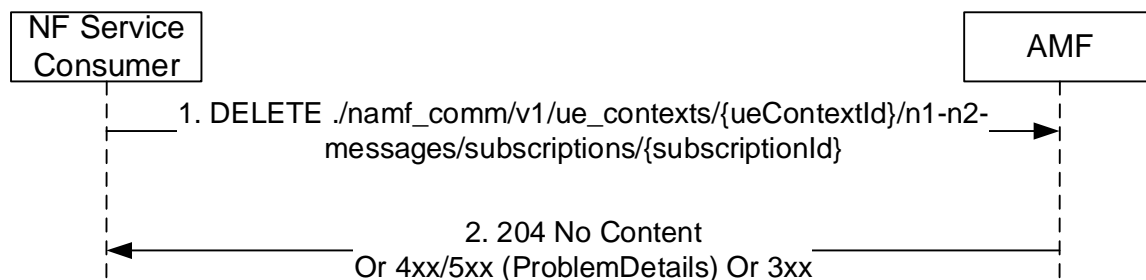 NF Service
Consumer
AMF
1. DELETE ./namf_comm/v1/ue_contexts/{ueContextId}/n1-n2-
messages/subscriptions/{subscriptionId}
2. 204 No Content
Or 4xx/5xx (ProblemDetails) Or 3xx